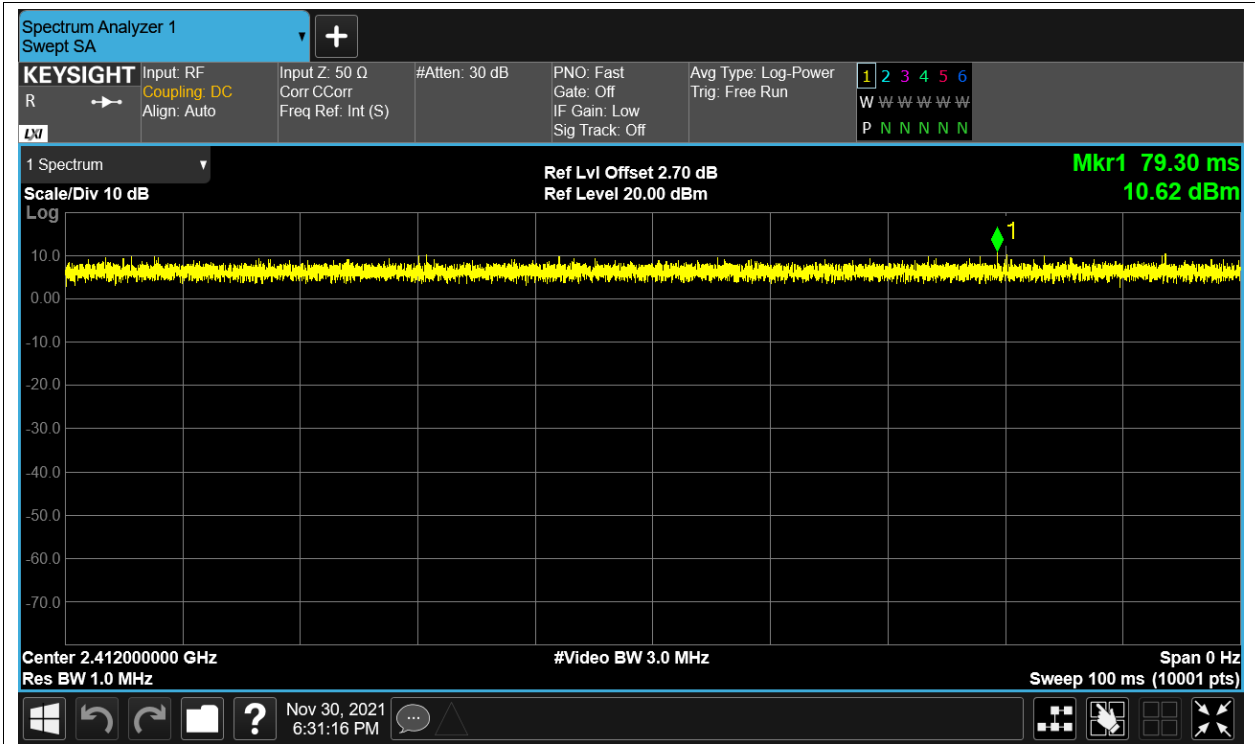 Spectrum Analyzer 1
Swept SA
+
KEYSIGHT
R
LXI
Input: RF
Coupling: DC
Align: Auto
Input Z: 50 Ω
Corr CCorr
Freq Ref: Int (S)
#Atten: 30 dB
PNO: Fast
Gate: Off
IF Gain: Low
Sig Track: Off
Avg Type: Log-Power
Trig: Free Run
1 2 3 4 5 6
W W W W W W
P N N N N N
1 Spectrum
Scale/Div 10 dB
Ref Lvl Offset 2.70 dB
Ref Level 20.00 dBm
Mkr1 79.30 ms
10.62 dBm
Log
1
10.0
0.00
-10.0
-20.0
-30.0
-40.0
-50.0
-60.0
-70.0
Center 2.412000000 GHz
#Video BW 3.0 MHz
Span 0 Hz
Res BW 1.0 MHz
Sweep 100 ms (10001 pts)
?
Nov 30, 2021
6:31:16 PM